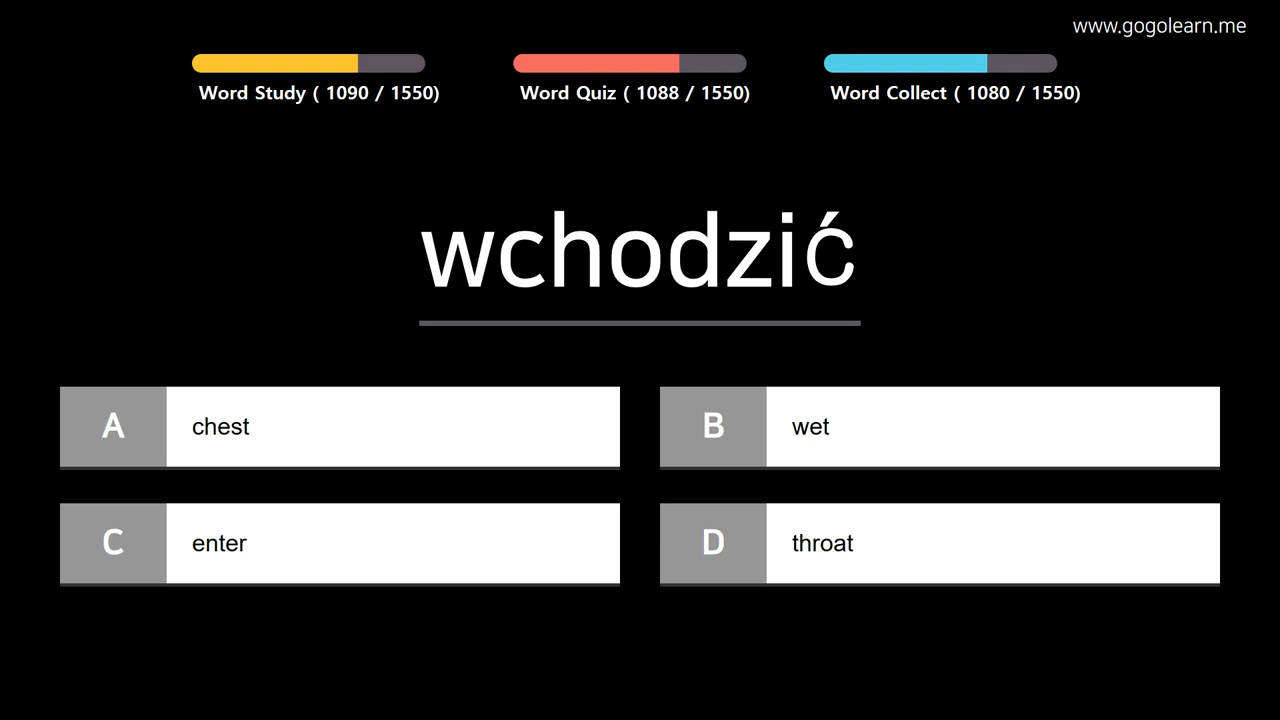 www.gogolearn.me
Word Study ( 1090 / 1550)
Word Quiz ( 1088 / 1550)
Word Collect ( 1080 / 1550)
wchodzić
A chest
B wet
C enter
D throat